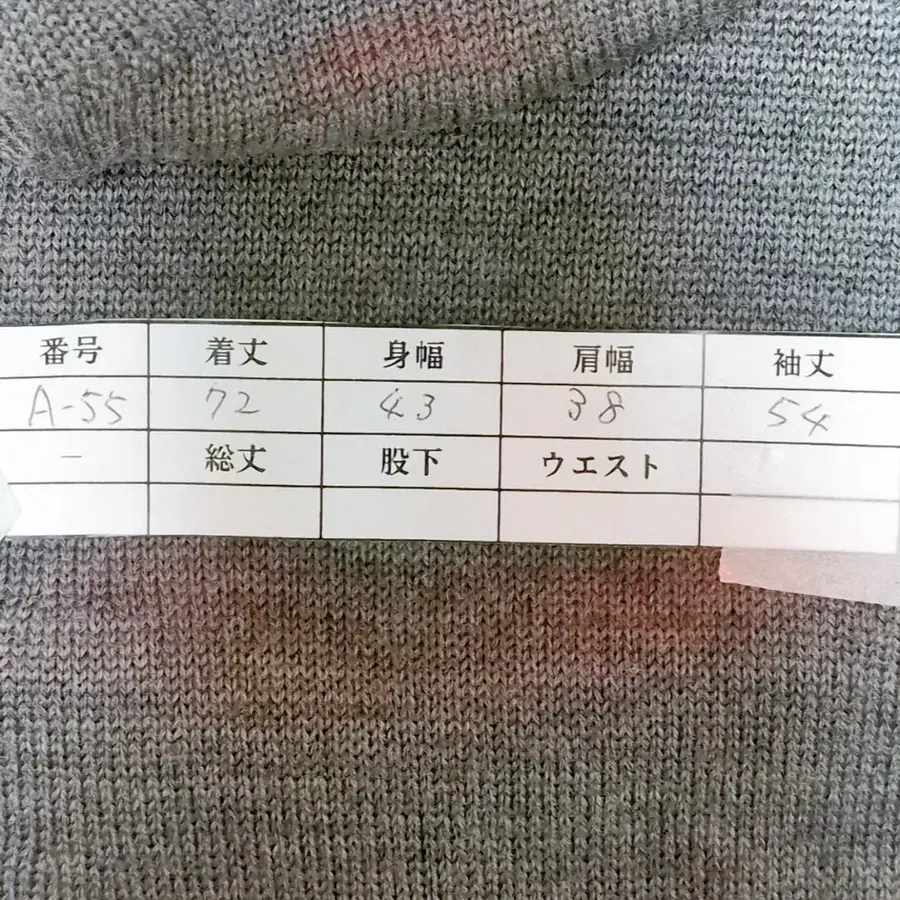 番号 着丈 身幅 肩幅 袖丈
A-55 72 43 38 54
― 総丈 股下 ウエスト